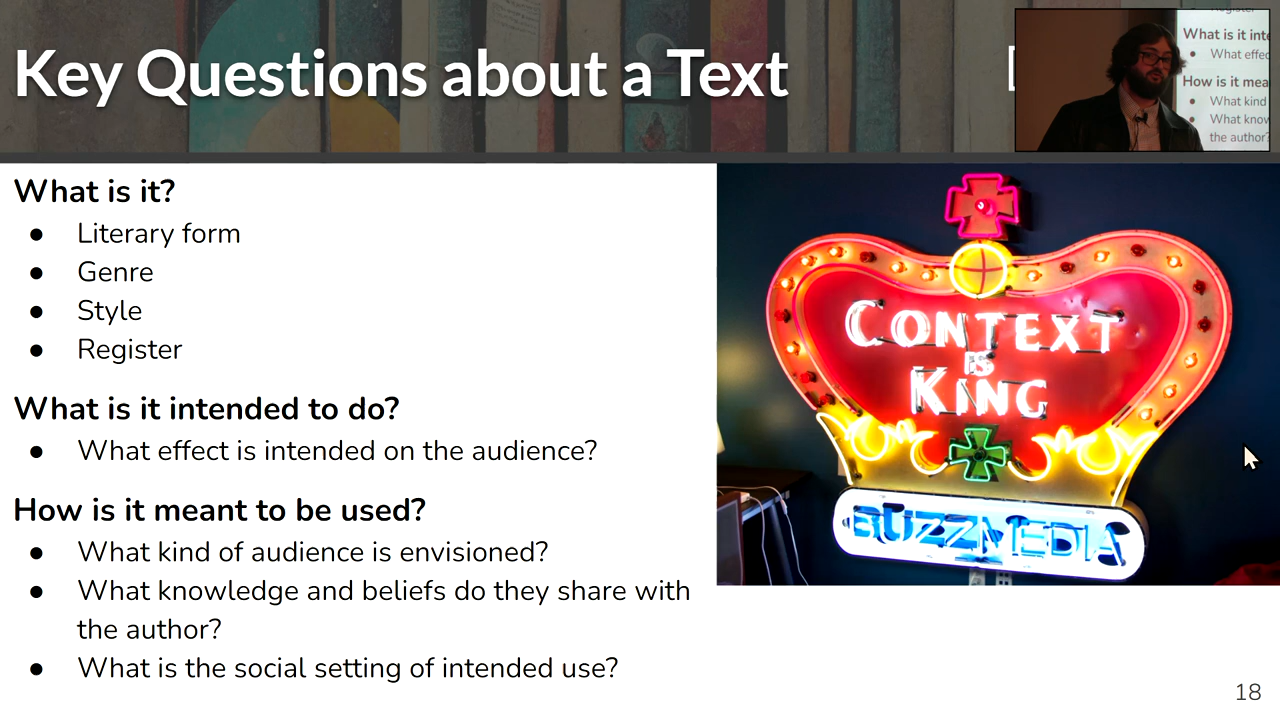 Key Questions about a Text
What is it?
● Literary form
● Genre
● Style
● Register
What is it intended to do?
● What effect is intended on the audience?
How is it meant to be used?
● What kind of audience is envisioned?
● What knowledge and beliefs do they share with
the author?
● What is the social setting of intended use?
CONTEXT
IS
KING
BUZZMEDIA
18
What is it inte
● What effec
How is it mea
● What kind
● What know
the author?